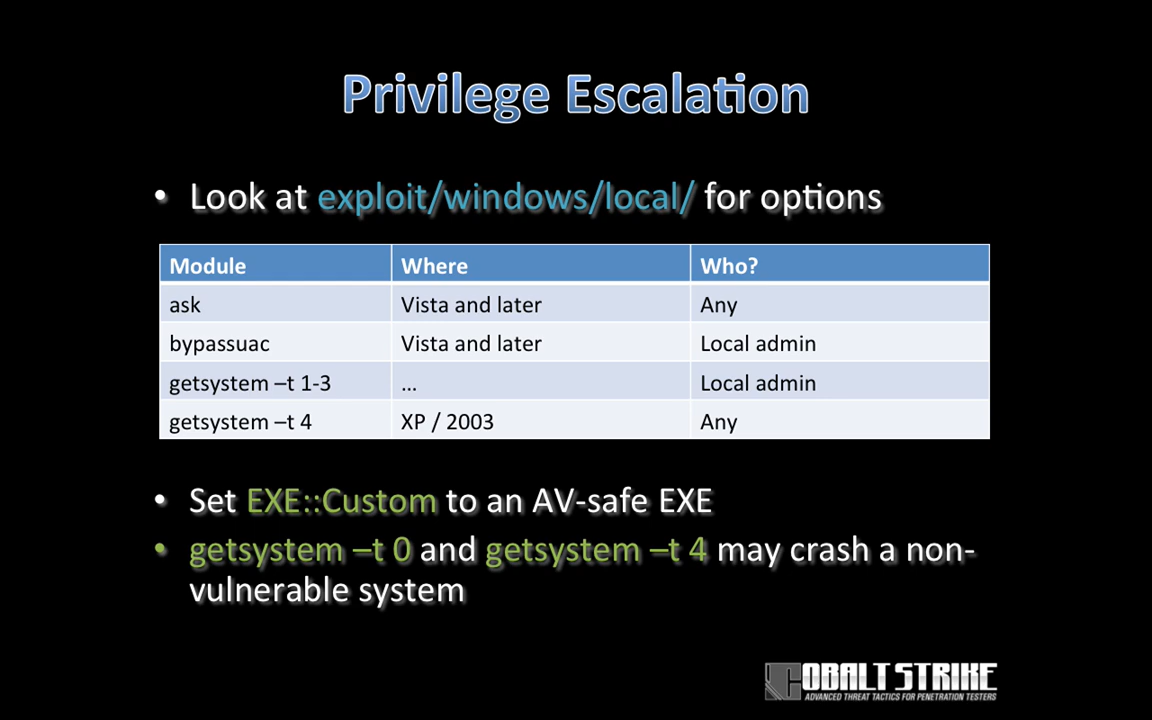 Privilege Escalation
• Look at exploit/windows/local/ for options
Module Where Who?
ask Vista and later Any
bypassuac Vista and later Local admin
getsystem –t 1-3 … Local admin
getsystem –t 4 XP / 2003 Any
• Set EXE::Custom to an AV-safe EXE
• getsystem –t 0 and getsystem –t 4 may crash a non-
vulnerable system
COBALT STRIKE
ADVANCED THREAT TACTICS FOR PENETRATION TESTERS